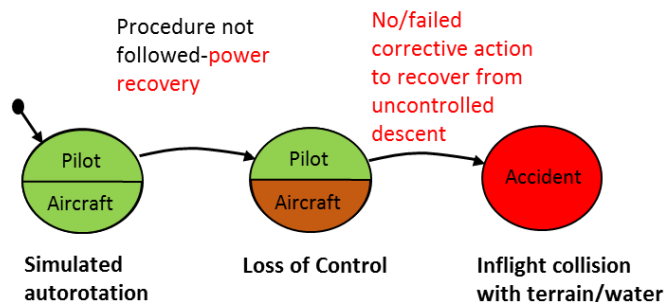 Procedure not
followed-power
recovery
No/failed
corrective action
to recover from
uncontrolled
descent
Pilot
Aircraft
Pilot
Aircraft
Accident
Simulated
autorotation
Loss of Control
Inflight collision
with terrain/water